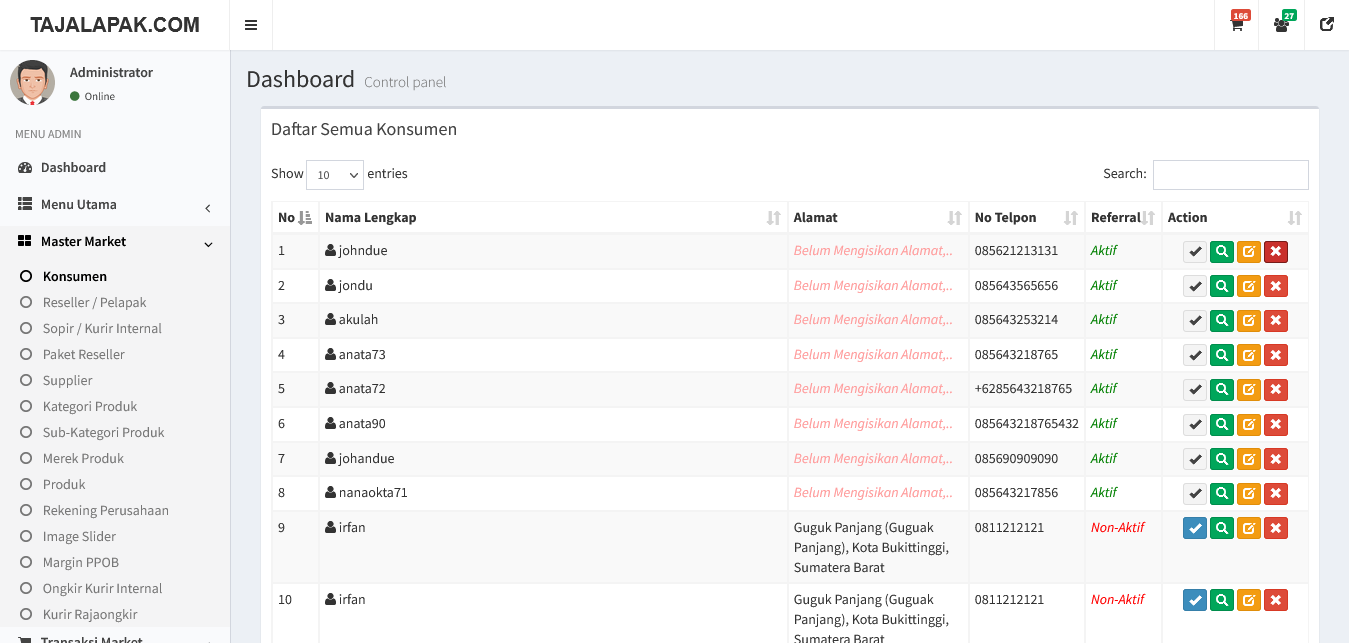 TAJALAPAK.COM
166
27
Administrator
Online
MENU ADMIN
Dashboard
Menu Utama
Master Market
Konsumen
Reseller / Pelapak
Sopir / Kurir Internal
Paket Reseller
Supplier
Kategori Produk
Sub-Kategori Produk
Merek Produk
Produk
Rekening Perusahaan
Image Slider
Margin PPOB
Ongkir Kurir Internal
Kurir Rajaongkir
Transaksi Market
Dashboard Control panel
Daftar Semua Konsumen
Show 10 entries
Search:
No Nama Lengkap Alamat No Telpon Referral Action
1 johndue Belum Mengisikan Alamat,.. 085621213131 Aktif
2 jondu Belum Mengisikan Alamat,.. 085643565656 Aktif
3 akulah Belum Mengisikan Alamat,.. 085643253214 Aktif
4 anata73 Belum Mengisikan Alamat,.. 085643218765 Aktif
5 anata72 Belum Mengisikan Alamat,.. +6285643218765 Aktif
6 anata90 Belum Mengisikan Alamat,.. 085643218765432 Aktif
7 johandue Belum Mengisikan Alamat,.. 085690909090 Aktif
8 nanaokta71 Belum Mengisikan Alamat,.. 085643217856 Aktif
9 irfan Guguk Panjang (Guguak 0811212121 Non-Aktif
Panjang), Kota Bukittinggi,
Sumatera Barat
10 irfan Guguk Panjang (Guguak 0811212121 Non-Aktif
Panjang), Kota Bukittinggi,
Sumatera Barat